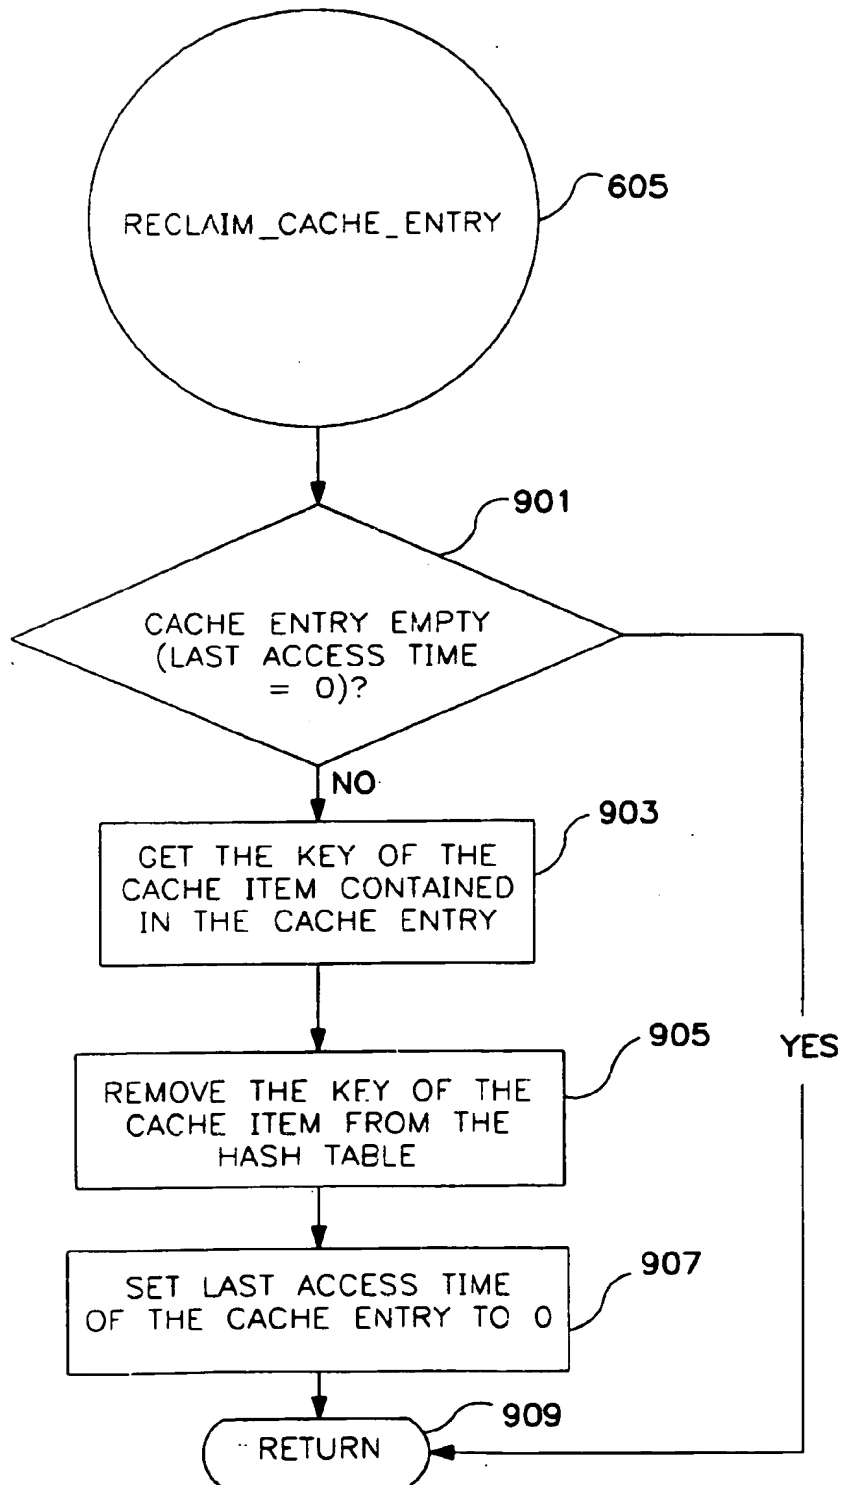 RECLAIM_CACHE_ENTRY
605
901
CACHE ENTRY EMPTY
(LAST ACCESS TIME
= 0)?
NO
903
GET THE KEY OF THE
CACHE ITEM CONTAINED
IN THE CACHE ENTRY
905
YES
REMOVE THE KEY OF THE
CACHE ITEM FROM THE
HASH TABLE
907
SET LAST ACCESS TIME
OF THE CACHE ENTRY TO 0
909
RETURN